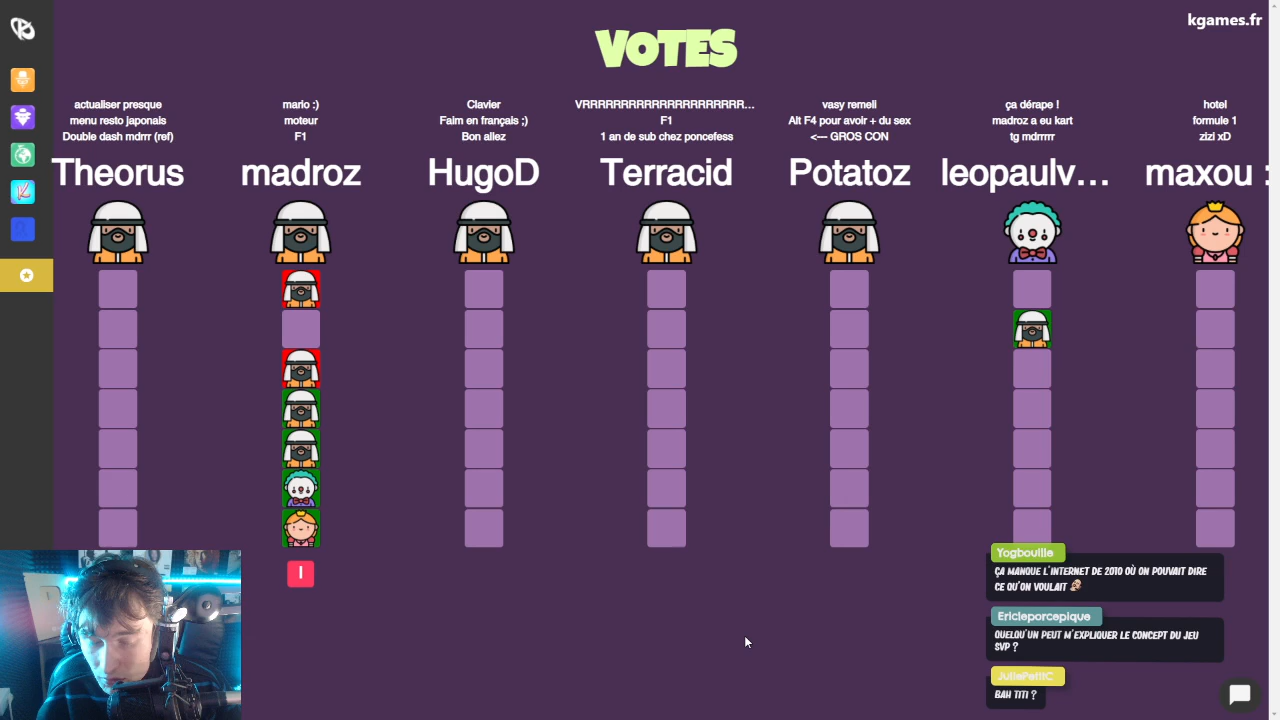 kgames.fr
VOTES
actualiser presque
menu resto japonais
Double dash mdrrr (ref)
Theorus
mario :)
moteur
F1
madroz
Clavier
Faim en français ;)
Bon allez
HugoD
VRRRRRRRRRRRRRRRRRRRRR...
F1
1 an de sub chez poncefess
Terracid
vasy remell
Alt F4 pour avoir + du sex
<--- GROS CON
Potatoz
ça dérape !
madroz a eu kart
tg mdrrrrr
leopaulv...
hotel
formule 1
zizi xD
maxou :
I
Yogbouille
ÇA MANQUE L'INTERNET DE 2010 OÙ ON POUVAIT DIRE
CE QU'ON VOULAIT
Ericleporcepique
QUELQU'UN PEUT M'EXPLIQUER LE CONCEPT DU JEU
SVP ?
JuliePetitC
BAH TITI ?